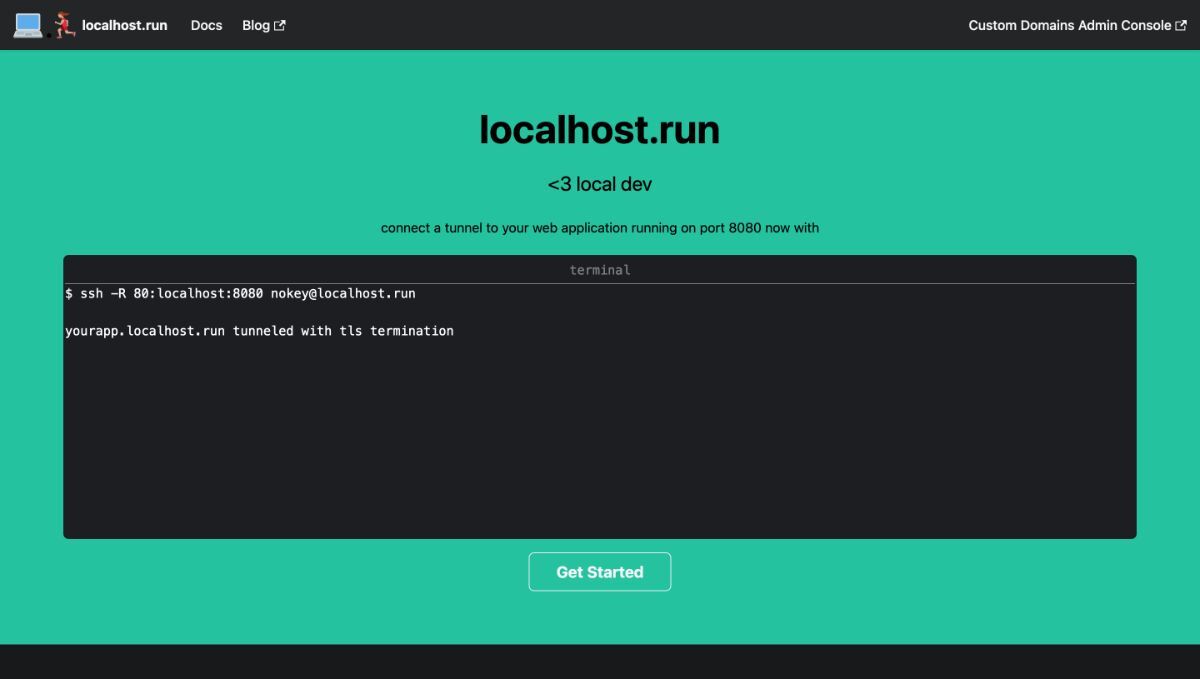 localhost.run Docs Blog Custom Domains Admin Console
localhost.run
<3 local dev
connect a tunnel to your web application running on port 8080 now with
terminal
$ ssh -R 80:localhost:8080 nokey@localhost.run
yourapp.localhost.run tunneled with tls termination
Get Started